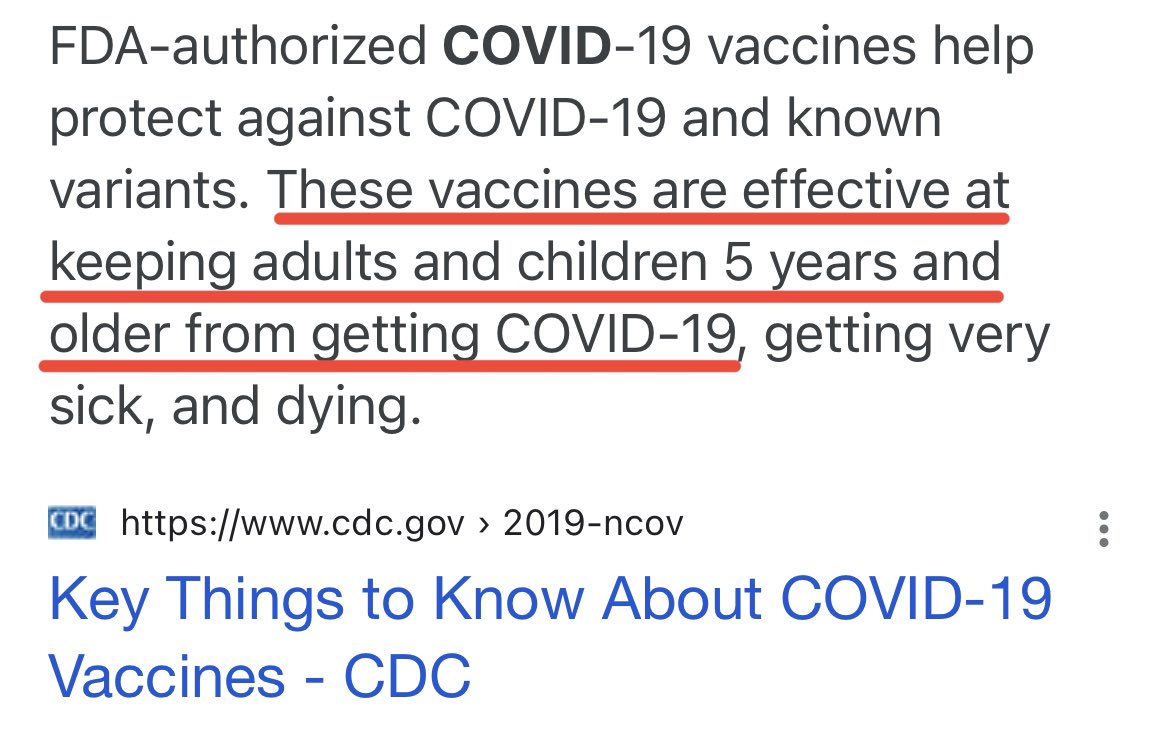 FDA-authorized COVID-19 vaccines help
protect against COVID-19 and known
variants. These vaccines are effective at
keeping adults and children 5 years and
older from getting COVID-19, getting very
sick, and dying.
CDC https://www.cdc.gov › 2019-ncov
Key Things to Know About COVID-19
Vaccines - CDC